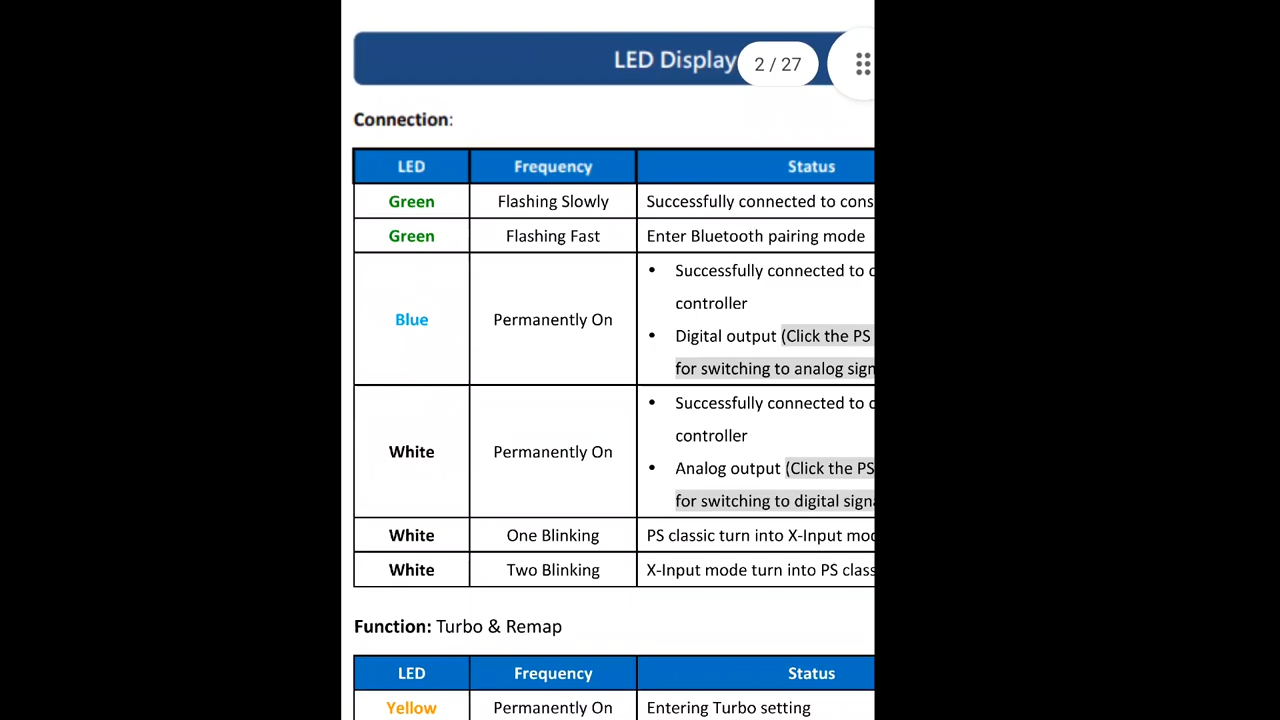 LED Display
2 / 27
Connection:
LED Frequency Status
Green Flashing Slowly Successfully connected to cons
Green Flashing Fast Enter Bluetooth pairing mode
Blue Permanently On
• Successfully connected to
controller
• Digital output (Click the PS
for switching to analog sign
White Permanently On
• Successfully connected to
controller
• Analog output (Click the PS
for switching to digital sign
White One Blinking PS classic turn into X-Input mo
White Two Blinking X-Input mode turn into PS clas
Function: Turbo & Remap
LED Frequency Status
Yellow Permanently On Entering Turbo setting